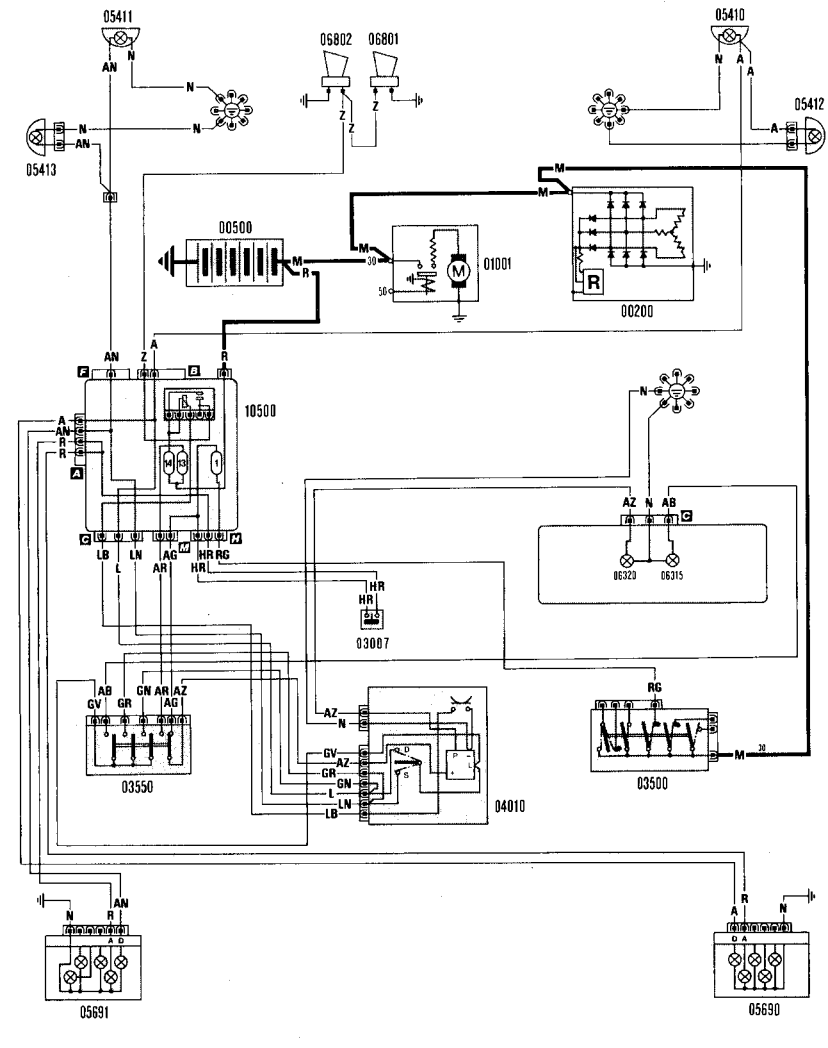 05411
05410
06802 06801
N
AN
N
N A
A
05412
N
AN
N
A
05413
Z
Z
Z
M
M
00500
M
R
M
30
50
M
01001
R
00200
AN
Z
A
R
F
B
10500
N
A
AN
R
R
14
13
1
A
AZ N AB
C
C
M
H
LB
L
LN
AG
AR
HR
HR RG
06320
06315
HR
HR
03007
AB
GV
GR
GN AR AZ
AG
AZ
N
RG
GV
AZ
GR
GN
L
LN
LB
D
S
P
L
+
-
M
30
03550
04010
03500
N
R
AN
A D
05691
A
R
N
D A
05690